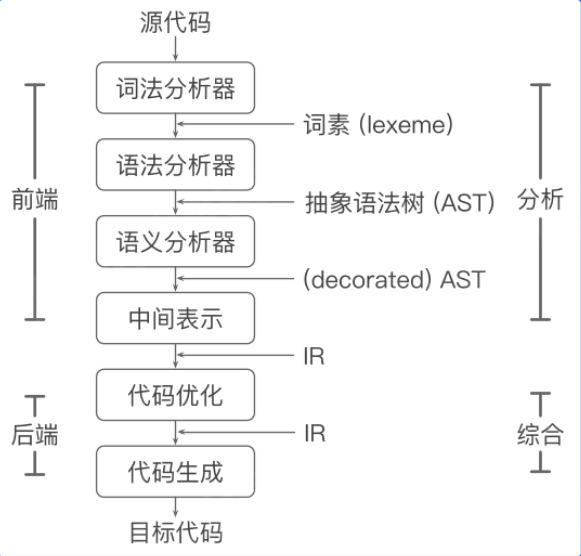 源代码
词法分析器
词素 (lexeme)
语法分析器
前端
抽象语法树 (AST)
分析
语义分析器
(decorated) AST
中间表示
IR
代码优化
后端
IR
综合
代码生成
目标代码